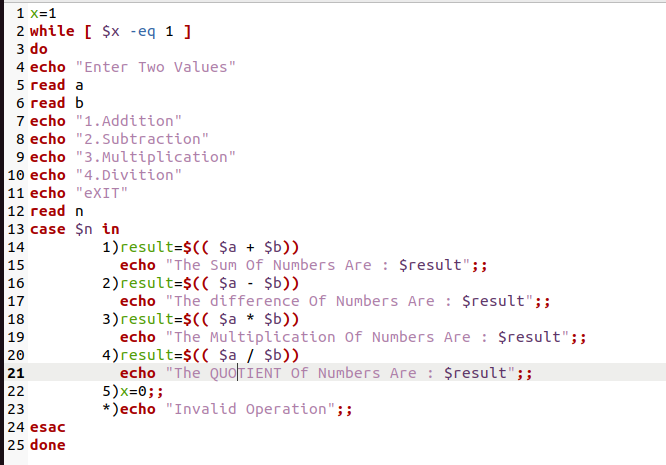 1 x=1
2 while [ $x -eq 1 ]
3 do
4 echo "Enter Two Values"
5 read a
6 read b
7 echo "1.Addition"
8 echo "2.Subtraction"
9 echo "3.Multiplication"
10 echo "4.Divition"
11 echo "eXIT"
12 read n
13 case $n in
14         1)result=$(( $a + $b))
15           echo "The Sum Of Numbers Are : $result";;
16         2)result=$(( $a - $b))
17           echo "The difference Of Numbers Are : $result";;
18         3)result=$(( $a * $b))
19           echo "The Multiplication Of Numbers Are : $result";;
20         4)result=$(( $a / $b))
21           echo "The QUOTIENT Of Numbers Are : $result";;
22         5)x=0;;
23         *)echo "Invalid Operation";;
24 esac
25 done